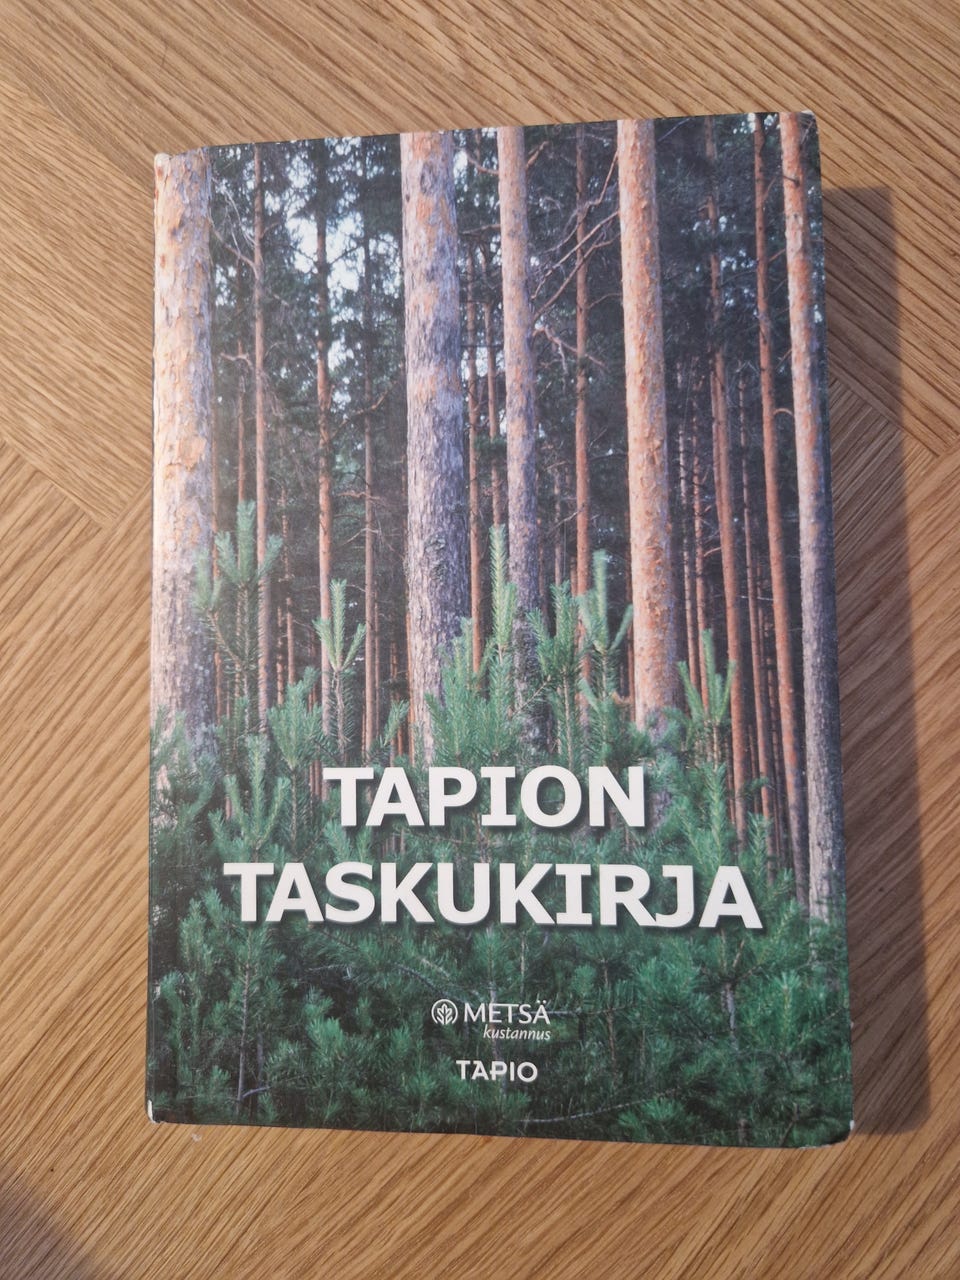 TAPION
TASKUKIRJA
METSÄ
kustannus
TAPIO